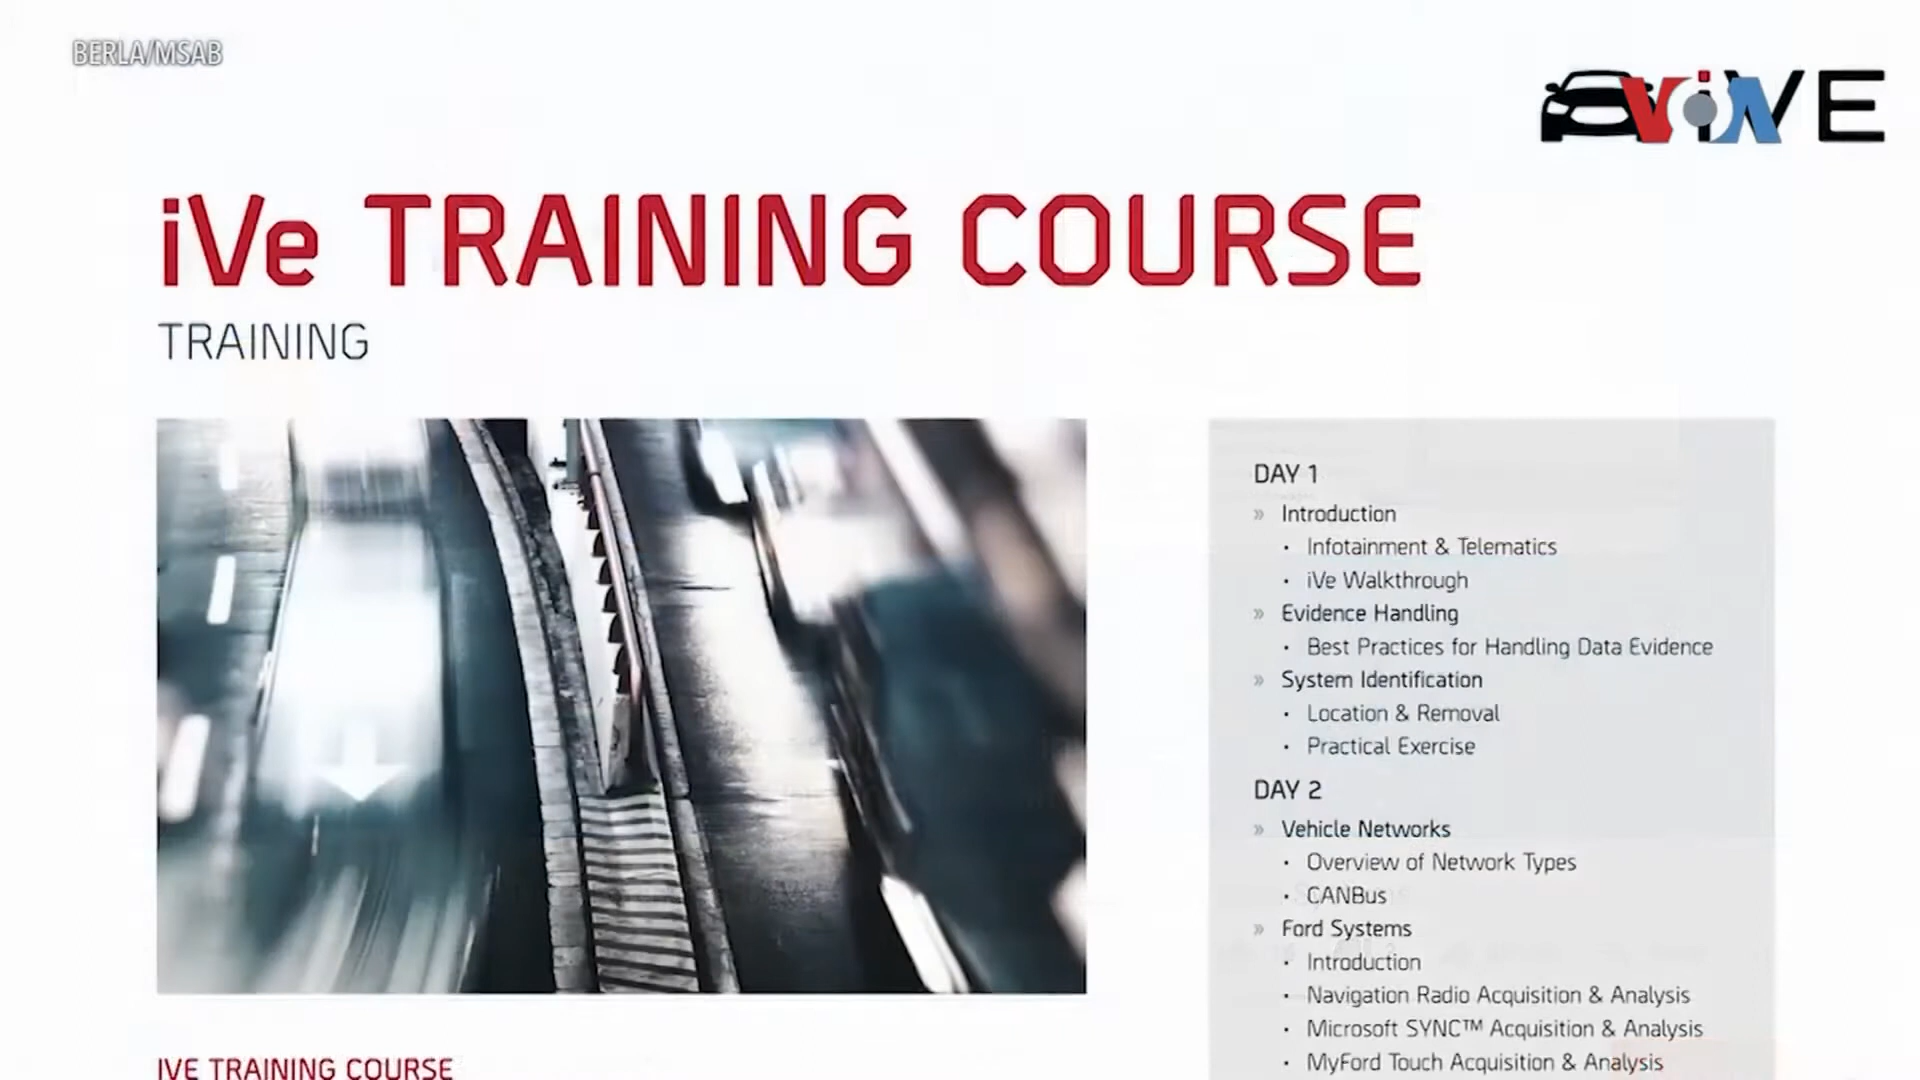 BERLA/MSAB
iVE
VOA
iVe TRAINING COURSE
TRAINING
DAY 1
» Introduction
• Infotainment & Telematics
• iVe Walkthrough
» Evidence Handling
• Best Practices for Handling Data Evidence
» System Identification
• Location & Removal
• Practical Exercise
DAY 2
» Vehicle Networks
• Overview of Network Types
• CANBus
» Ford Systems
• Introduction
• Navigation Radio Acquisition & Analysis
• Microsoft SYNC™ Acquisition & Analysis
• MyFord Touch Acquisition & Analysis
IVE TRAINING COURSE